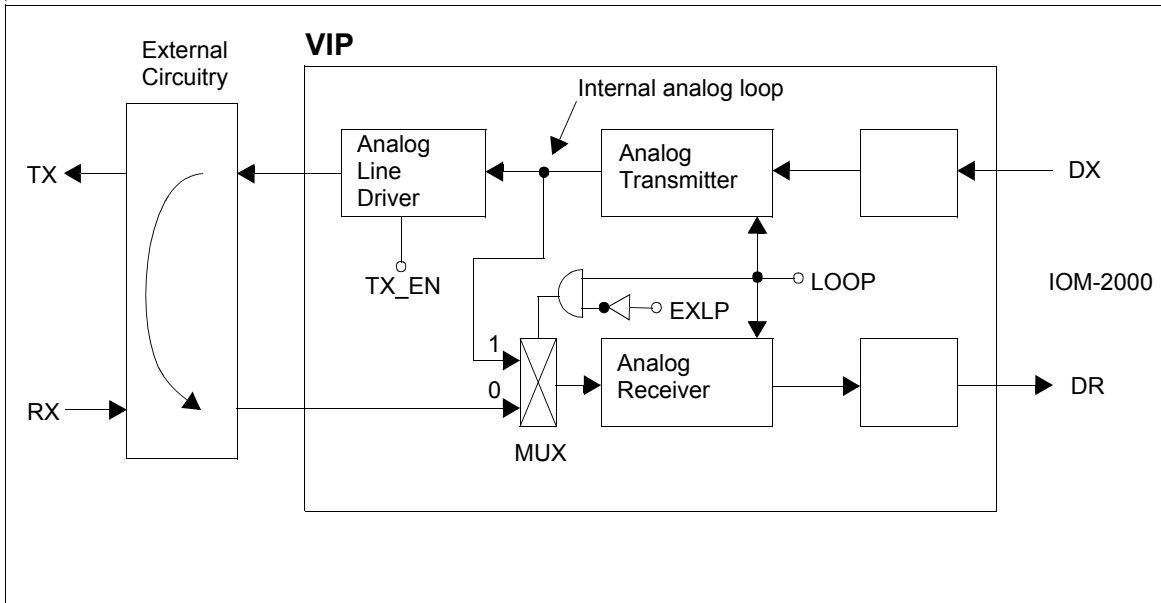 External
Circuitry
VIP
Internal analog loop
TX
Analog
Line
Driver
Analog
Transmitter
DX
TX_EN
LOOP
IOM-2000
EXLP
1
0
Analog
Receiver
RX
DR
MUX